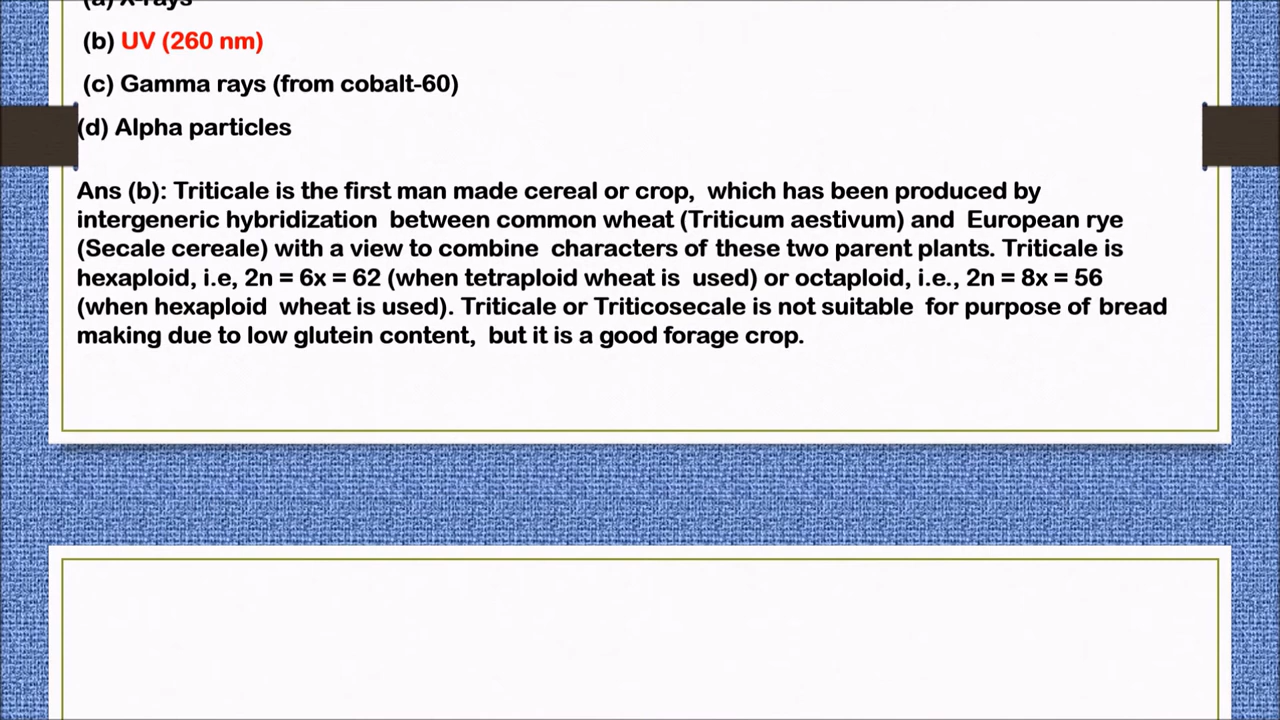 (a) X-rays
(b) UV (260 nm)
(c) Gamma rays (from cobalt-60)
(d) Alpha particles
Ans (b): Triticale is the first man made cereal or crop, which has been produced by
intergeneric hybridization between common wheat (Triticum aestivum) and European rye
(Secale cereale) with a view to combine characters of these two parent plants. Triticale is
hexaploid, i.e, 2n = 6x = 62 (when tetraploid wheat is used) or octaploid, i.e., 2n = 8x = 56
(when hexaploid wheat is used). Triticale or Triticosecale is not suitable for purpose of bread
making due to low glutein content, but it is a good forage crop.